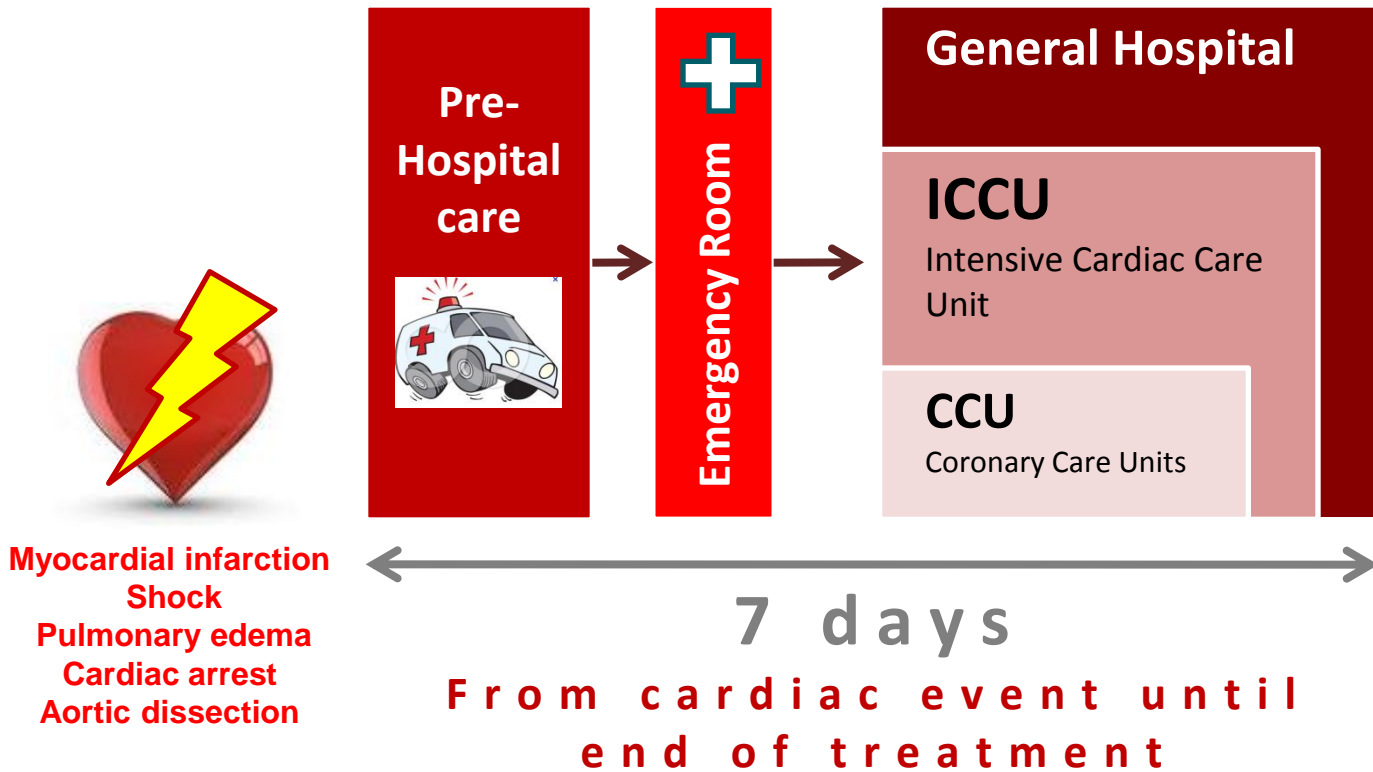 Pre-
Hospital
care
Emergency Room
General Hospital
ICCU
Intensive Cardiac Care
Unit
CCU
Coronary Care Units
Myocardial infarction
Shock
Pulmonary edema
Cardiac arrest
Aortic dissection
7 days
From cardiac event until
end of treatment